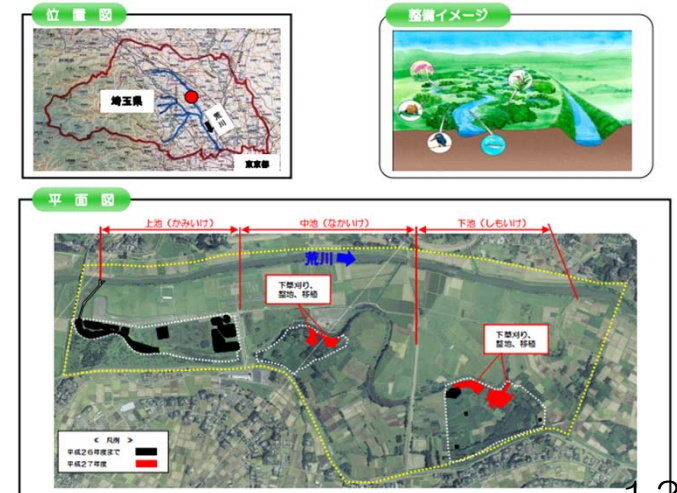 位置図
埼玉県
荒川
東京都
整備イメージ
平面図
上池（かみいけ）
中池（なかいけ）
下池（しもいけ）
荒川
下草刈り、
整地、移植
下草刈り、
整地、移植
≪ 凡例 ≫
平成26年度まで
平成27年度